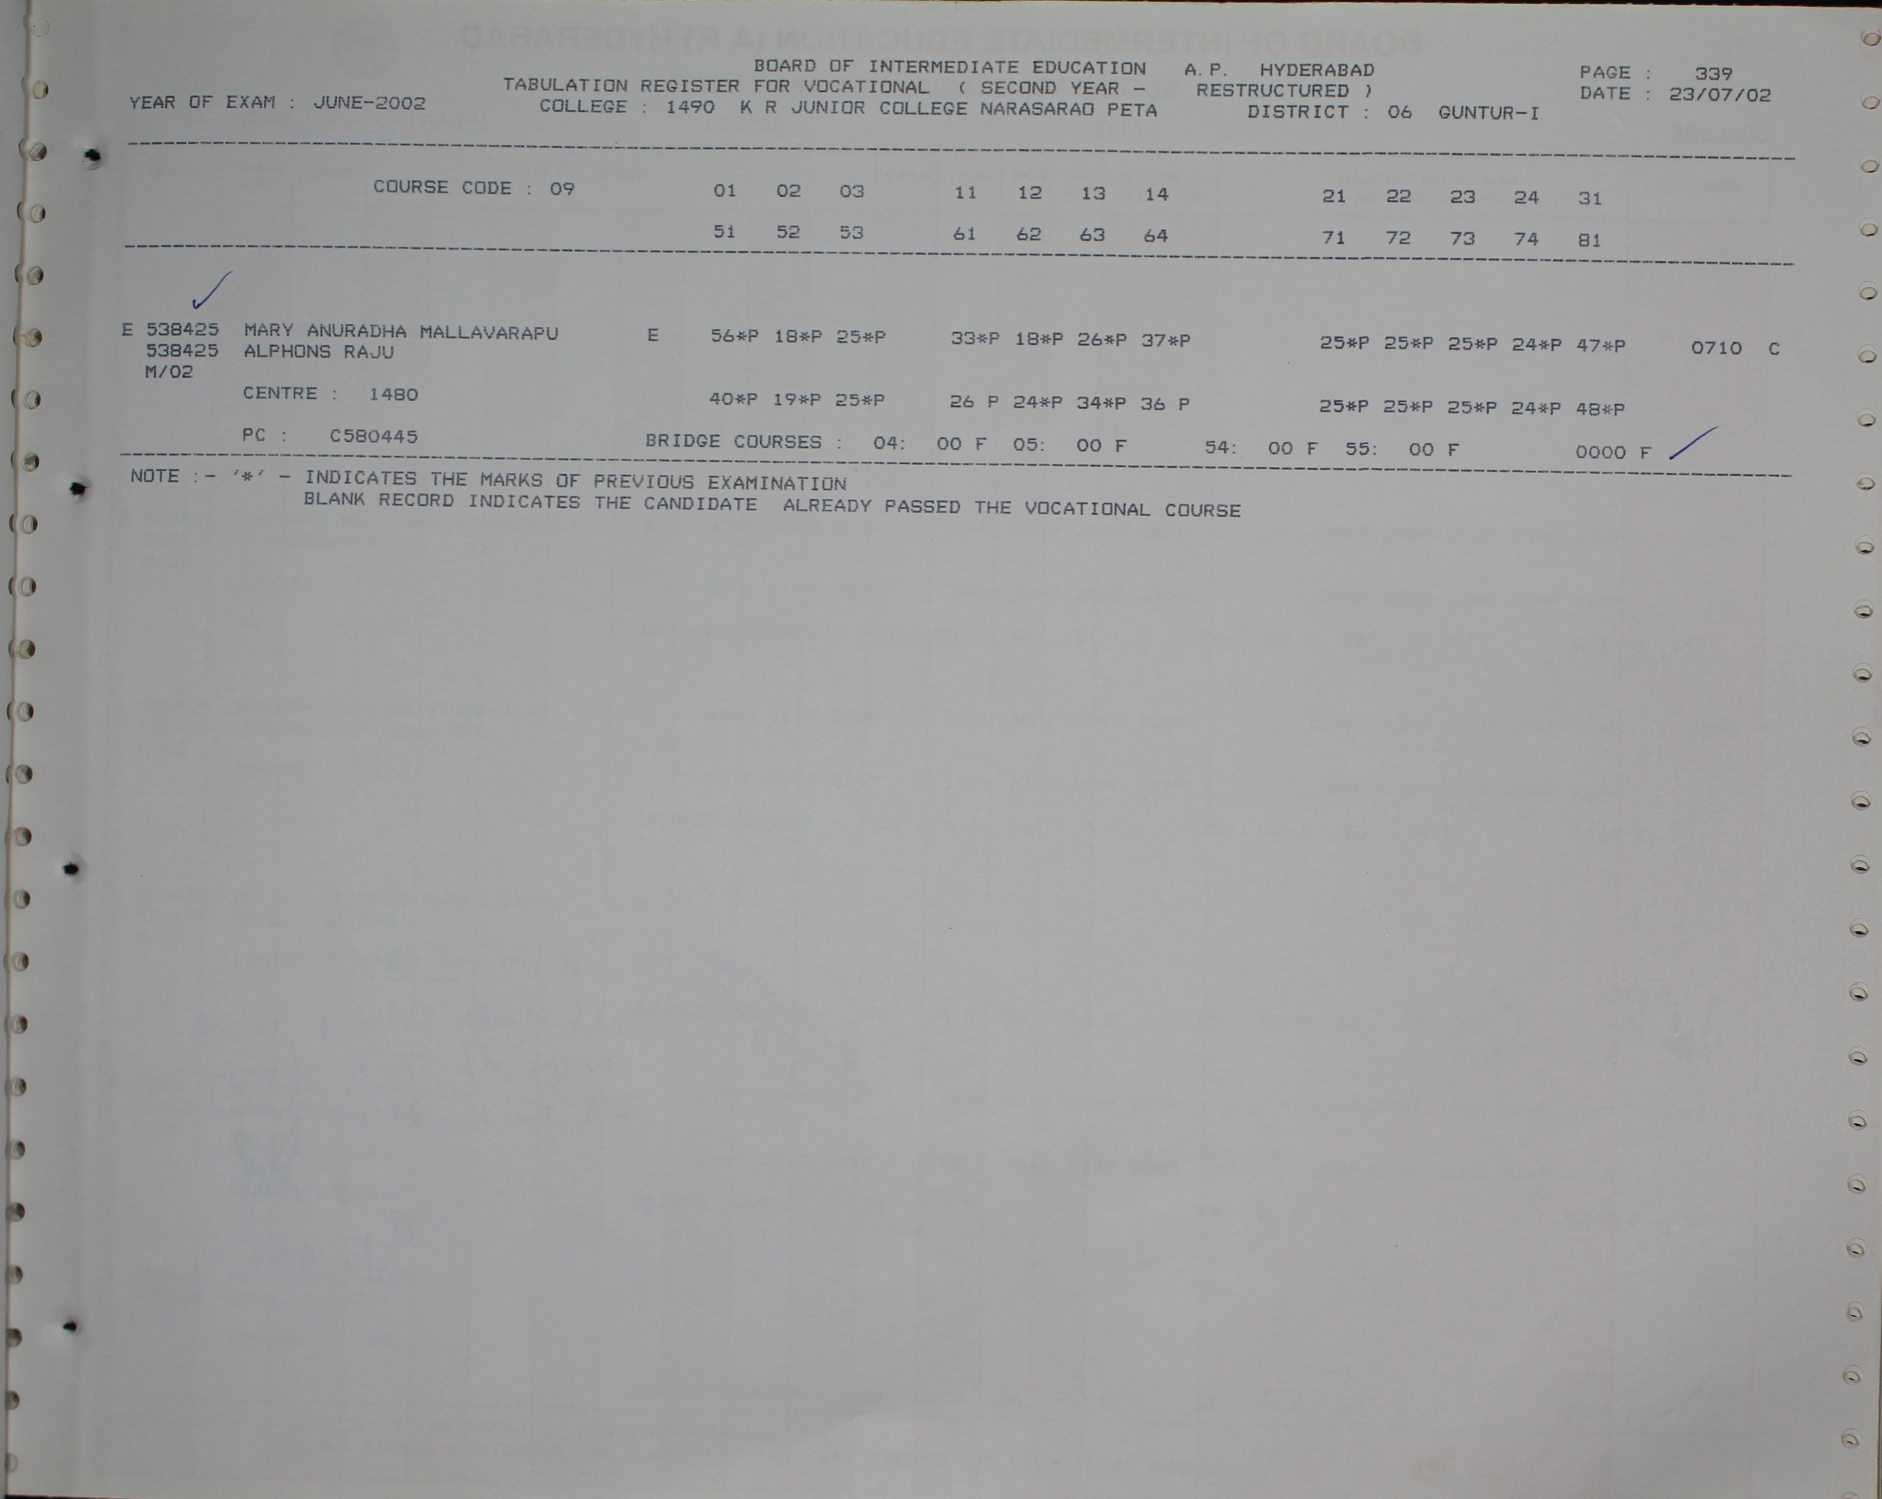 BOARD OF INTERMEDIATE EDUCATION A.P. HYDERABAD PAGE : 339
TABULATION REGISTER FOR VOCATIONAL ( SECOND YEAR - RESTRUCTURED ) DATE : 23/07/02
YEAR OF EXAM : JUNE-2002 COLLEGE : 1490 K R JUNIOR COLLEGE NARASARAO PETA DISTRICT : 06 GUNTUR-I
COURSE CODE : 09 01 02 03 11 12 13 14 21 22 23 24 31
51 52 53 61 62 63 64 71 72 73 74 81
E 538425 MARY ANURADHA MALLAVARAPU E 56*P 18*P 25*P 33*P 18*P 26*P 37*P 25*P 25*P 25*P 24*P 47*P 0710 C
538425 ALPHONS RAJU
M/02
CENTRE : 1480 40*P 19*P 25*P 26 P 24*P 34*P 36 P 25*P 25*P 25*P 24*P 48*P
PC : C580445 BRIDGE COURSES : 04: 00 F 05: 00 F 54: 00 F 55: 00 F 0000 F
NOTE :- '*' - INDICATES THE MARKS OF PREVIOUS EXAMINATION
BLANK RECORD INDICATES THE CANDIDATE ALREADY PASSED THE VOCATIONAL COURSE